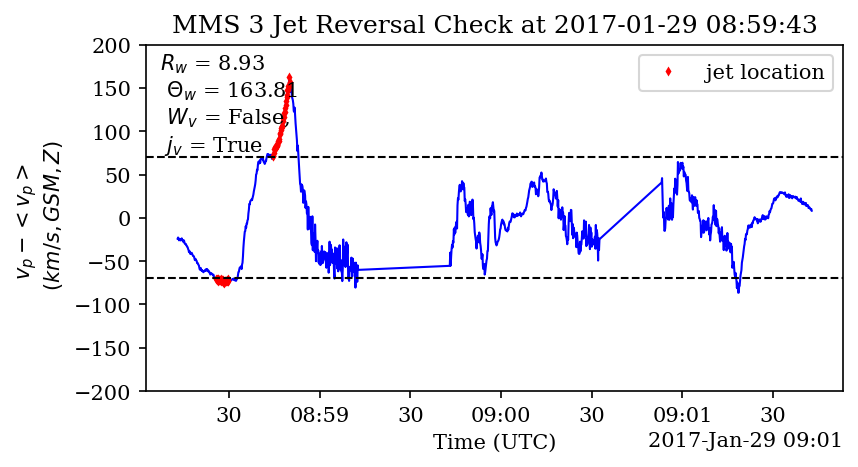 MMS 3 Jet Reversal Check at 2017-01-29 08:59:43
200
150
100
50
0
−50
−100
−150
−200
v_p − < v_p >
(km/s, GSM, Z)
R_w = 8.93
Θ_w = 163.81
W_v = False,
j_v = True
jet location
30 08:59 30 09:00 30 09:01 30
Time (UTC)
2017-Jan-29 09:01